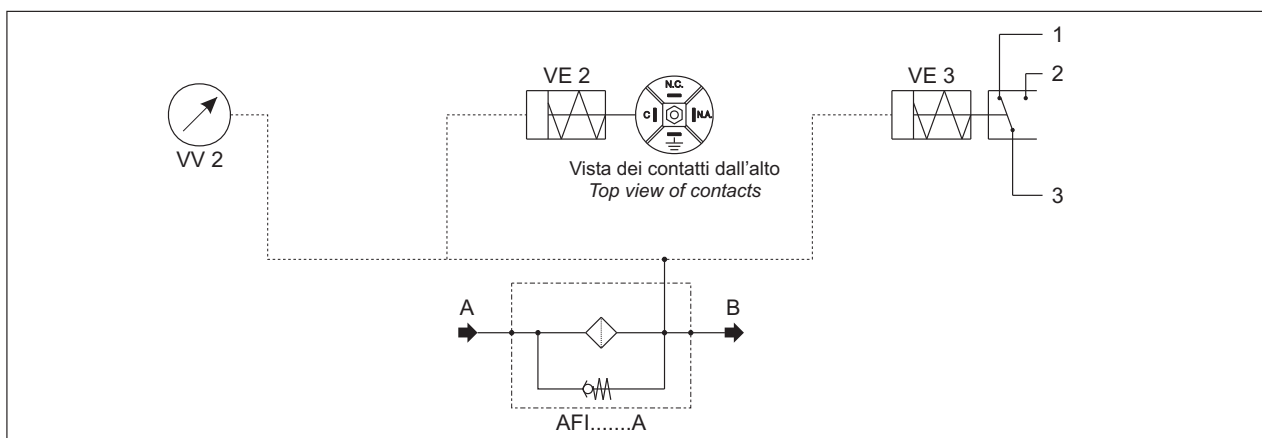 1
VE 2
N.C.
VE 3
2
C
N.A.
VV 2
Vista dei contatti dall'alto
Top view of contacts
3
A
B
AFI.......A